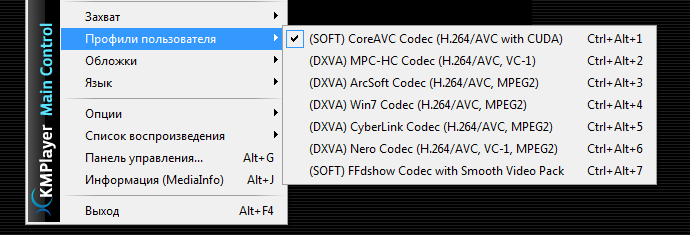 KMPlayer Main Control
Захват
Профили пользователя
Обложки
Язык
Опции
Список воспроизведения
Панель управления... Alt+G
Информация (MediaInfo) Alt+J
Выход Alt+F4
(SOFT) CoreAVC Codec (H.264/AVC with CUDA) Ctrl+Alt+1
(DXVA) MPC-HC Codec (H.264/AVC, VC-1) Ctrl+Alt+2
(DXVA) ArcSoft Codec (H.264/AVC, MPEG2) Ctrl+Alt+3
(DXVA) Win7 Codec (H.264/AVC, MPEG2) Ctrl+Alt+4
(DXVA) CyberLink Codec (H.264/AVC, MPEG2) Ctrl+Alt+5
(DXVA) Nero Codec (H.264/AVC, VC-1, MPEG2) Ctrl+Alt+6
(SOFT) FFdshow Codec with Smooth Video Pack Ctrl+Alt+7